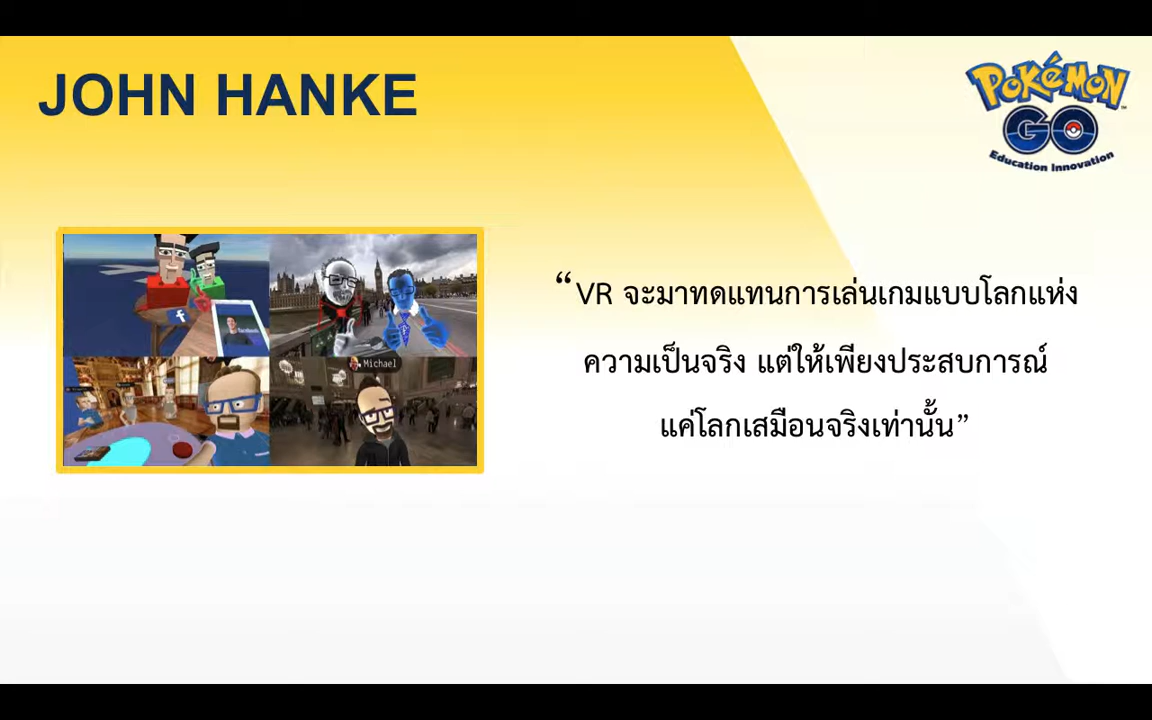 JOHN HANKE
POKéMON
GO
Education Innovation
Michael
“VR จะมาทดแทนการเล่นเกมแบบโลกแห่ง
ความเป็นจริง แต่ให้เพียงประสบการณ์
แค่โลกเสมือนจริงเท่านั้น”